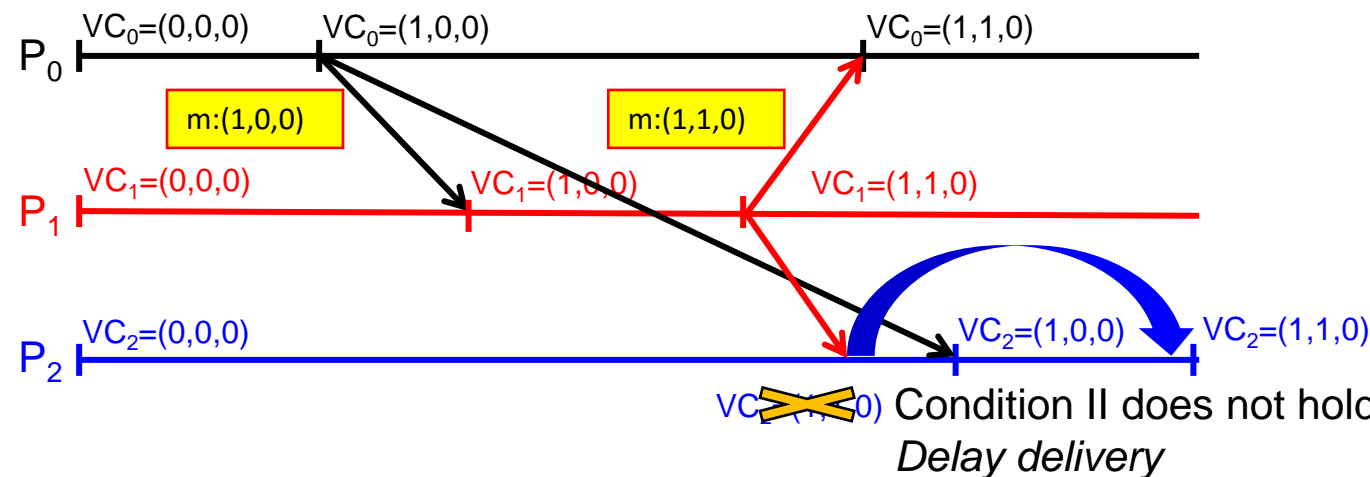 VC₀=(0,0,0) VC₀=(1,0,0) VC₀=(1,1,0)
P₀
m:(1,0,0) m:(1,1,0)
VC₁=(0,0,0) VC₁=(1,0,0) VC₁=(1,1,0)
P₁
VC₂=(0,0,0) VC₂=(1,0,0) VC₂=(1,1,0)
P₂
Condition II does not hold
Delay delivery